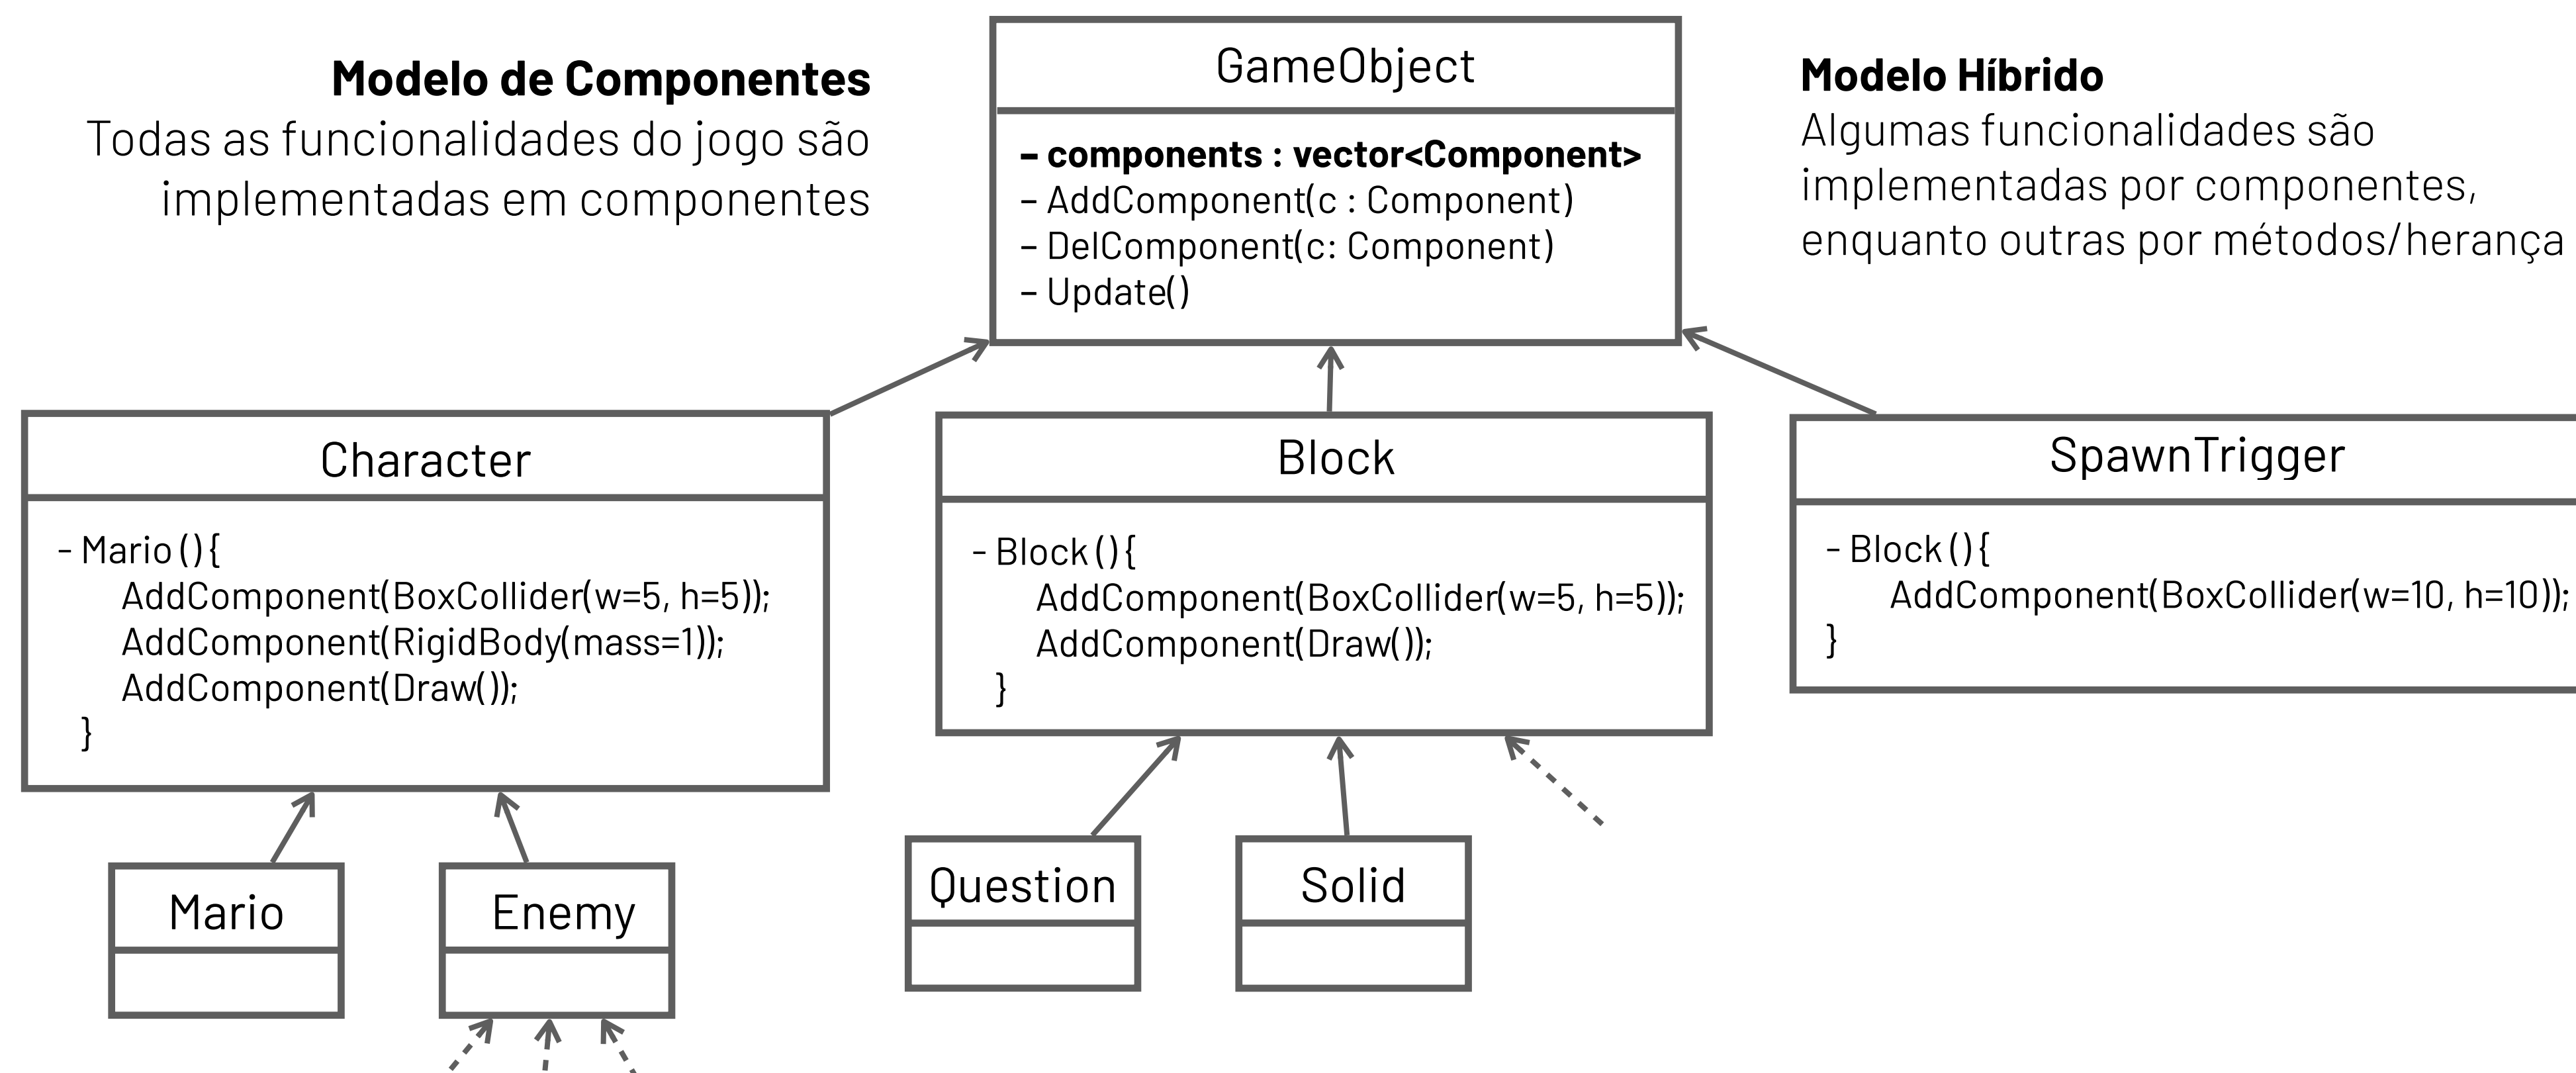 Modelo de Componentes
Todas as funcionalidades do jogo são
implementadas em componentes
GameObject
– components : vector<Component>
– AddComponent(c : Component)
– DelComponent(c: Component)
– Update()
Modelo Híbrido
Algumas funcionalidades são
implementadas por componentes,
enquanto outras por métodos/herança
Character
- Mario () {
AddComponent(BoxCollider(w=5, h=5));
AddComponent(RigidBody(mass=1));
AddComponent(Draw());
}
Block
- Block () {
AddComponent(BoxCollider(w=5, h=5));
AddComponent(Draw());
}
SpawnTrigger
- Block () {
AddComponent(BoxCollider(w=10, h=10));
}
Mario
Enemy
Question
Solid